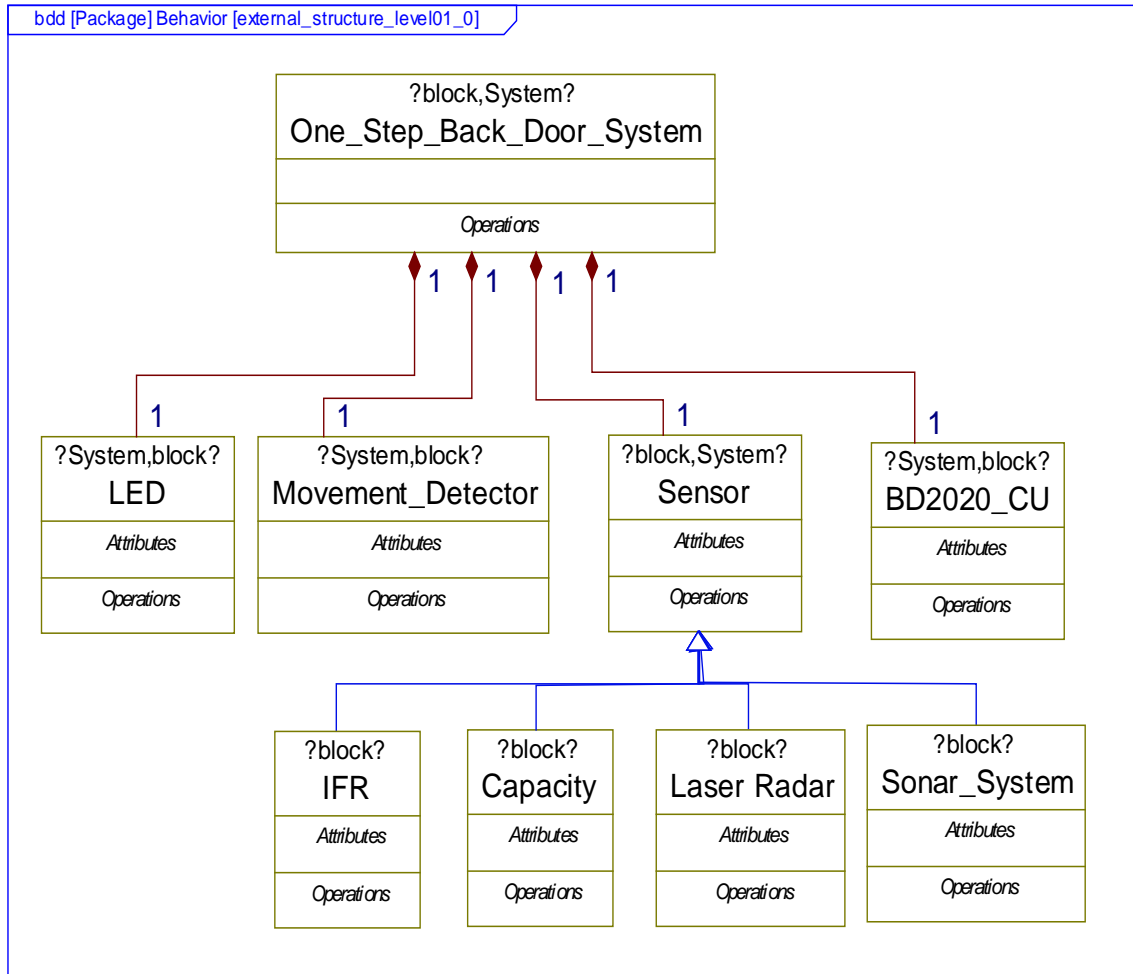 bdd [Package] Behavior [external_structure_level01_0]
?block,System?
One_Step_Back_Door_System
Operations
1
1
1
1
1
1
1
1
?System,block?
LED
Attributes
Operations
?System,block?
Movement_Detector
Attributes
Operations
?block,System?
Sensor
Attributes
Operations
?System,block?
BD2020_CU
Attributes
Operations
?block?
IFR
Attributes
Operations
?block?
Capacity
Attributes
Operations
?block?
Laser Radar
Attributes
Operations
?block?
Sonar_System
Attributes
Operations